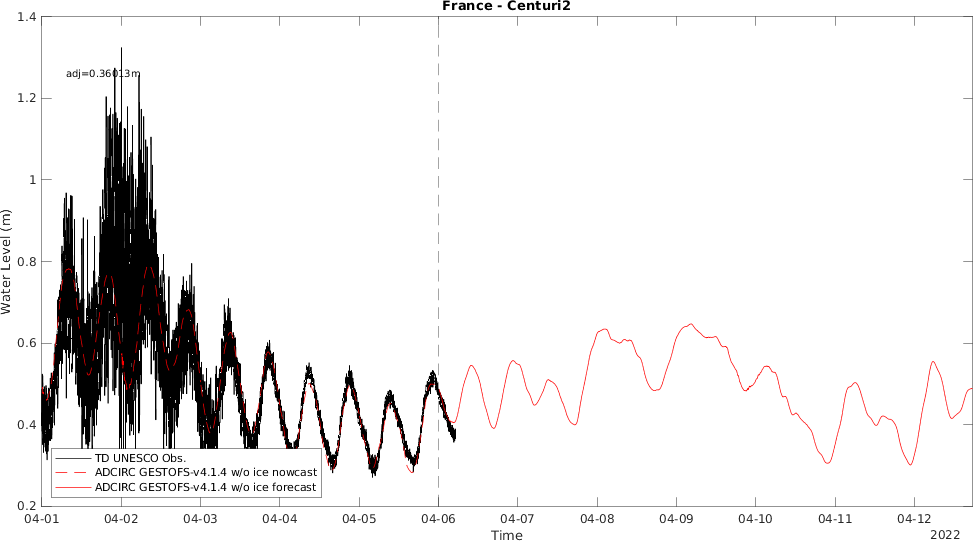 France - Centuri2
adj=0.36013m
1.4
1.2
1
0.8
0.6
0.4
0.2
Water Level (m)
TD UNESCO Obs.
ADCIRC GESTOFS-v4.1.4 w/o ice nowcast
ADCIRC GESTOFS-v4.1.4 w/o ice forecast
04-01 04-02 04-03 04-04 04-05 04-06 04-07 04-08 04-09 04-10 04-11 04-12
Time
2022